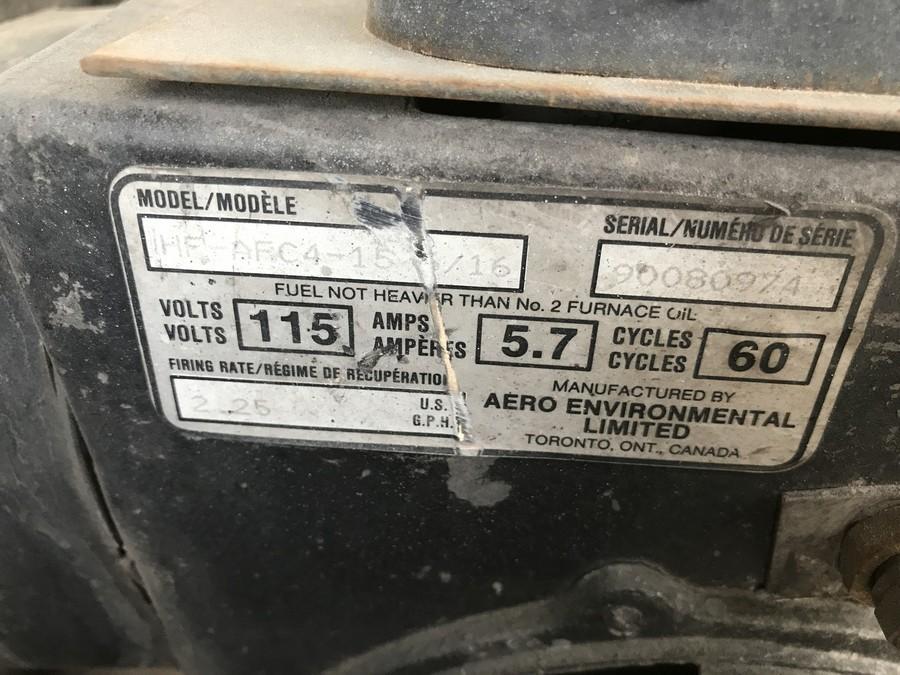 MODEL/MODÈLE
SERIAL/NUMÉRO DE SÉRIE
FUEL NOT HEAVIER THAN No. 2 FURNACE OIL
VOLTS 115 AMPS 5.7 CYCLES 60
VOLTS AMPÈRES CYCLES
FIRING RATE/RÉGIME DE RÉCUPÉRATION
2.25 U.S.
G.P.H.
MANUFACTURED BY
AÉRO ENVIRONMENTAL
LIMITED
TORONTO, ONT., CANADA